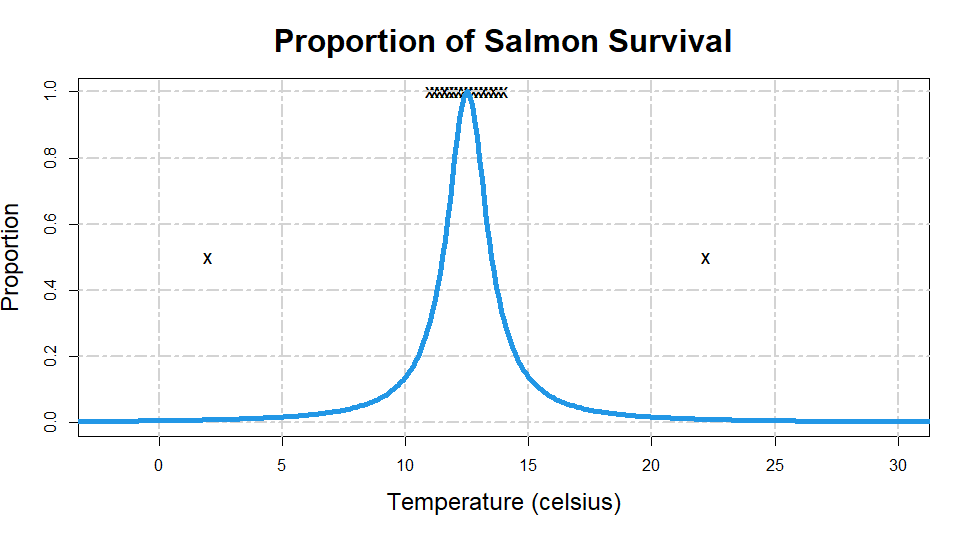 Proportion of Salmon Survival
Proportion
1.0
0.8
0.6
0.4
0.2
0.0
x x
0 5 10 15 20 25 30
Temperature (celsius)